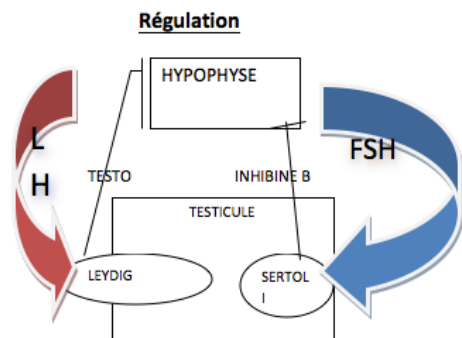 Régulation
HYPOPHYSE
L
H
FSH
TESTO
INHIBINE B
TESTICULE
LEYDIG
SERTOL
I